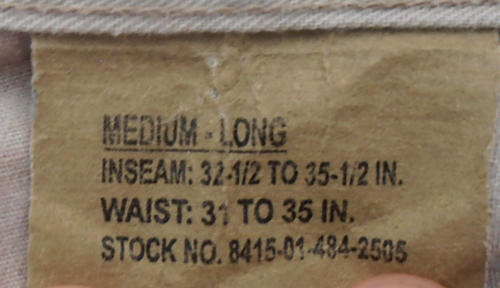 MEDIUM - LONG
INSEAM: 32-1/2 TO 35-1/2 IN.
WAIST: 31 TO 35 IN.
STOCK NO. 8415-01-484-2505